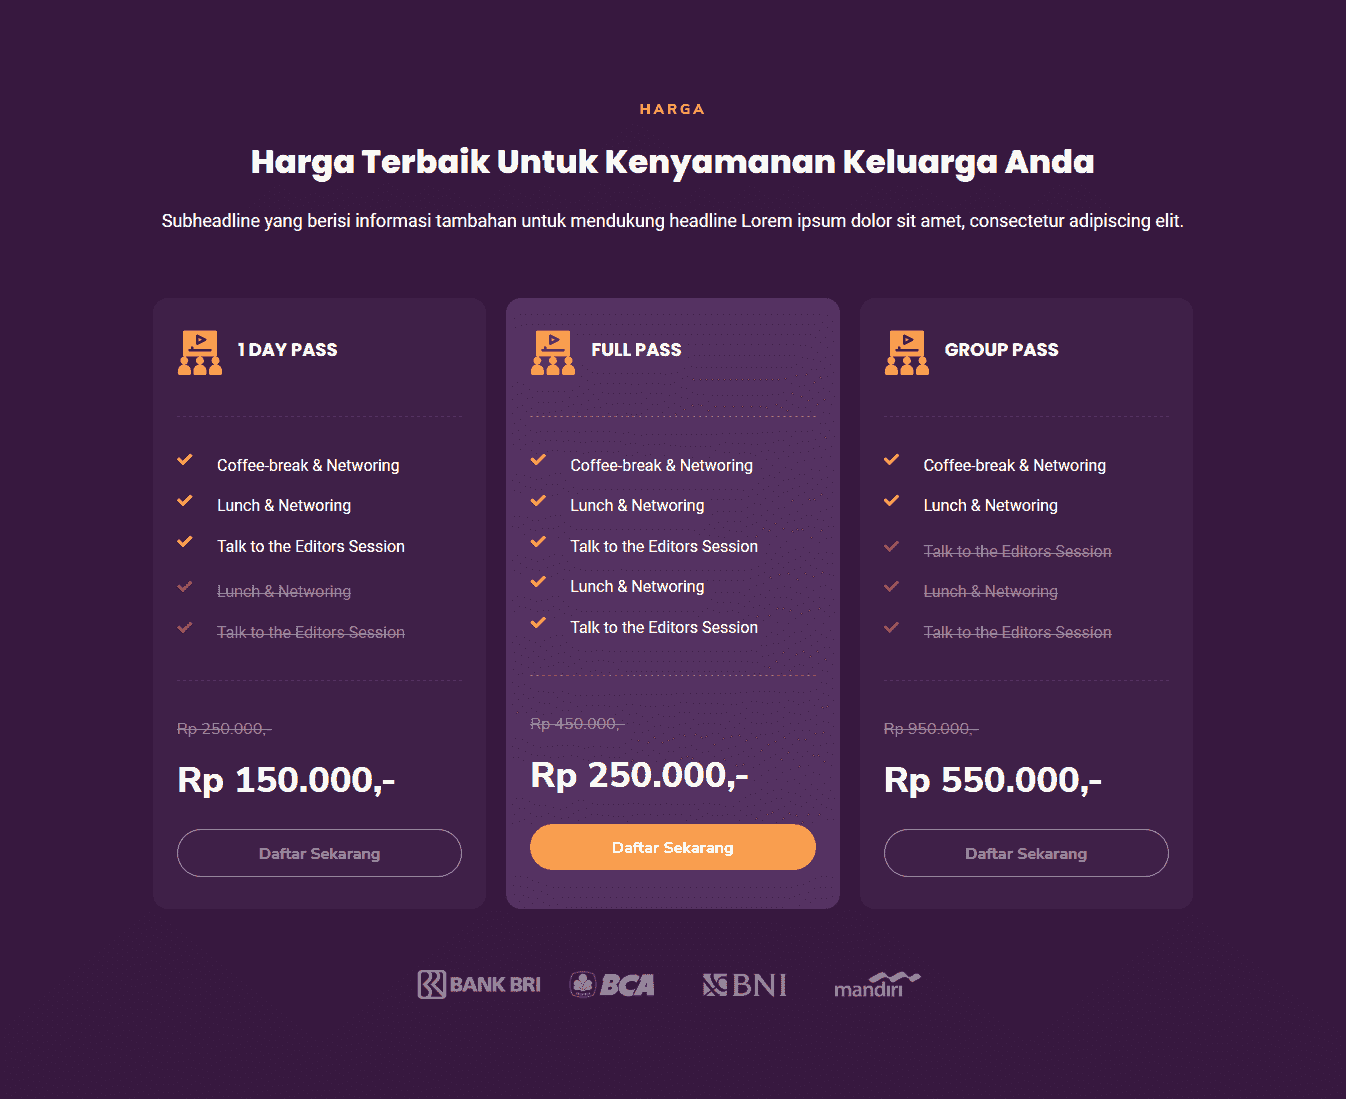 HARGA
Harga Terbaik Untuk Kenyamanan Keluarga Anda
Subheadline yang berisi informasi tambahan untuk mendukung headline Lorem ipsum dolor sit amet, consectetur adipiscing elit.
1 DAY PASS
Coffee-break & Networing
Lunch & Networing
Talk to the Editors Session
Lunch & Networing
Talk to the Editors Session
Rp 250.000,-
Rp 150.000,-
Daftar Sekarang
FULL PASS
Coffee-break & Networing
Lunch & Networing
Talk to the Editors Session
Lunch & Networing
Talk to the Editors Session
Rp 450.000,-
Rp 250.000,-
Daftar Sekarang
GROUP PASS
Coffee-break & Networing
Lunch & Networing
Talk to the Editors Session
Lunch & Networing
Talk to the Editors Session
Rp 950.000,-
Rp 550.000,-
Daftar Sekarang
BANK BRI
BCA
BNI
mandiri